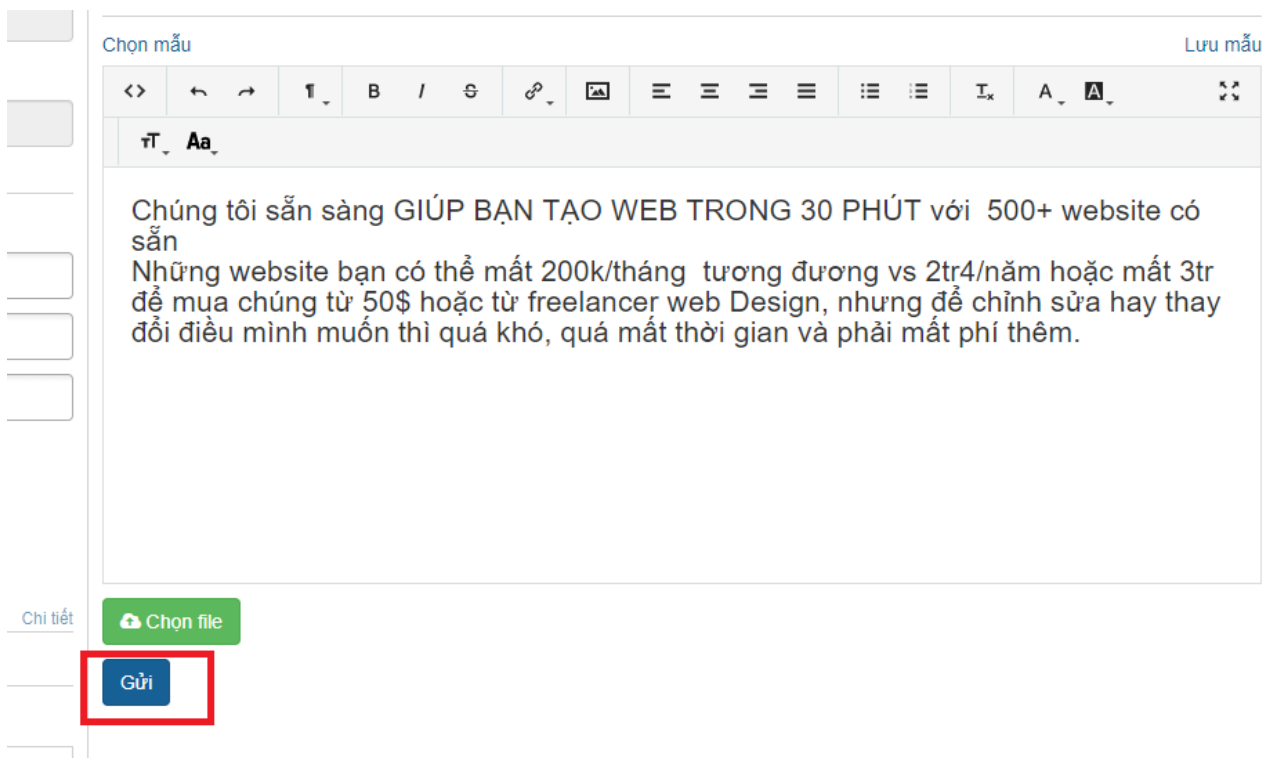 Chọn mẫu
Lưu mẫu
Chúng tôi sẵn sàng GIÚP BẠN TẠO WEB TRONG 30 PHÚT với  500+ website có
sẵn
Những website bạn có thể mất 200k/tháng  tương đương vs 2tr4/năm hoặc mất 3tr
để mua chúng từ 50$ hoặc từ freelancer web Design, nhưng để chỉnh sửa hay thay
đổi điều mình muốn thì quá khó, quá mất thời gian và phải mất phí thêm.
Chi tiết
Chọn file
Gửi